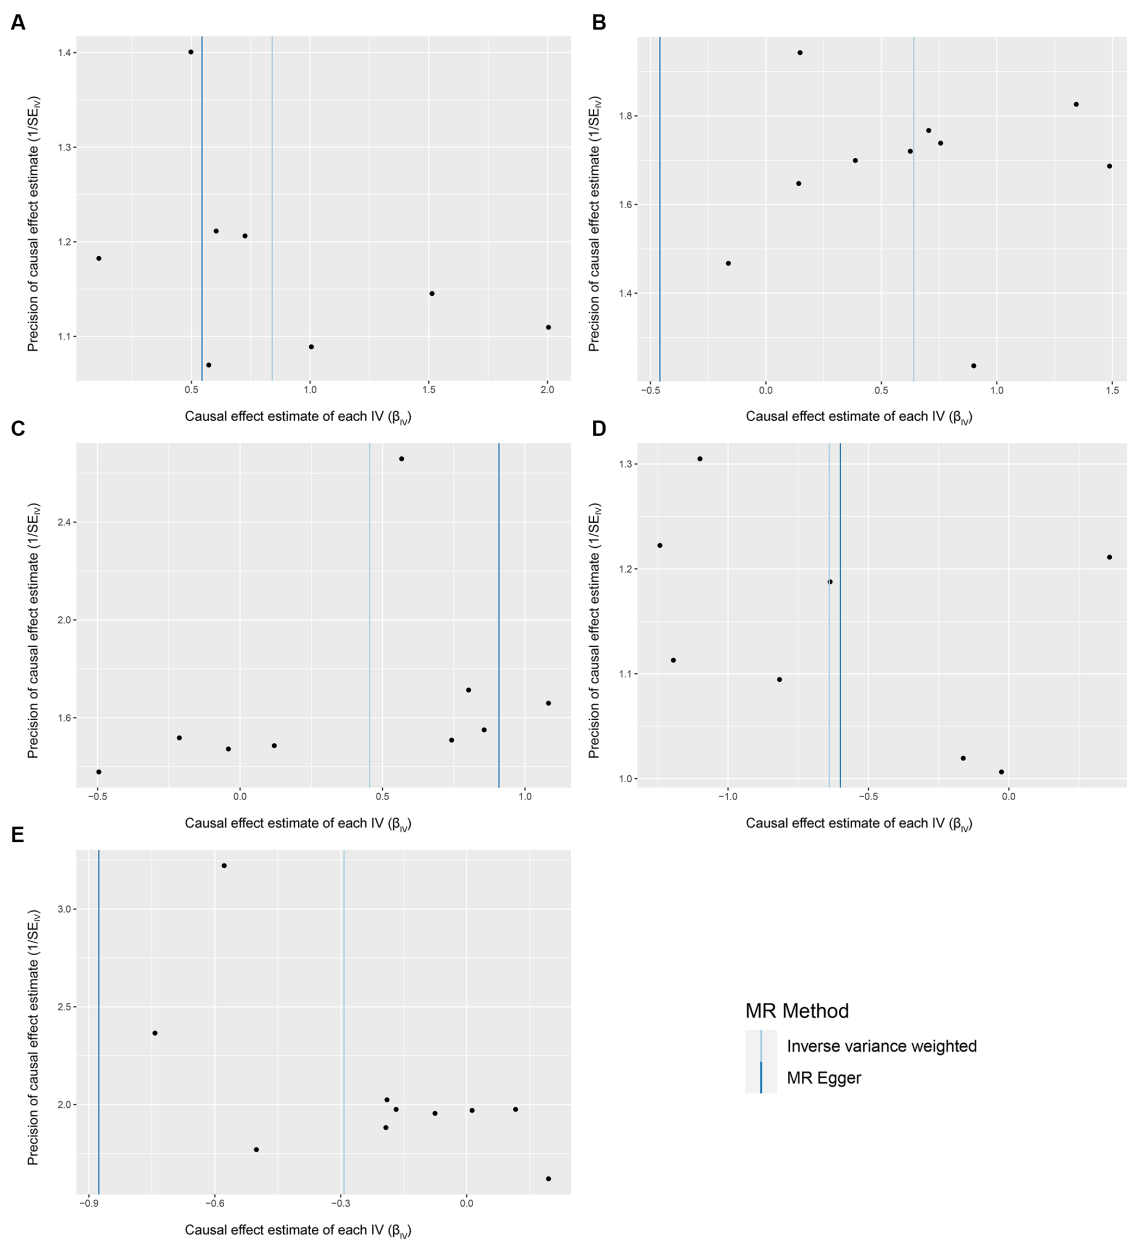 A
1.4
1.3
1.2
1.1
0.5 1.0 1.5 2.0
Precision of causal effect estimate (1/SE_IV)
Causal effect estimate of each IV (β_IV)
B
1.8
1.6
1.4
−0.5 0.0 0.5 1.0 1.5
Precision of causal effect estimate (1/SE_IV)
Causal effect estimate of each IV (β_IV)
C
2.4
2.0
1.6
−0.5 0.0 0.5 1.0
Precision of causal effect estimate (1/SE_IV)
Causal effect estimate of each IV (β_IV)
D
1.3
1.2
1.1
1.0
−1.0 −0.5 0.0
Precision of causal effect estimate (1/SE_IV)
Causal effect estimate of each IV (β_IV)
E
3.0
2.5
2.0
−0.9 −0.6 −0.3 0.0
Precision of causal effect estimate (1/SE_IV)
Causal effect estimate of each IV (β_IV)
MR Method
Inverse variance weighted
MR Egger